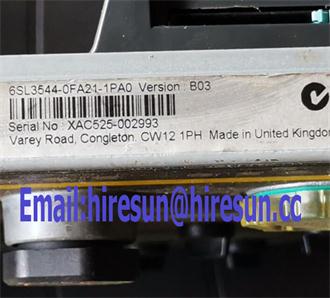 6SL3544-0FA21-1PA0 Version : B03
Serial No : XAC525-002993
Varey Road, Congleton. CW12 1PH Made in United Kingdo
Email:hiresun@hiresun.cc